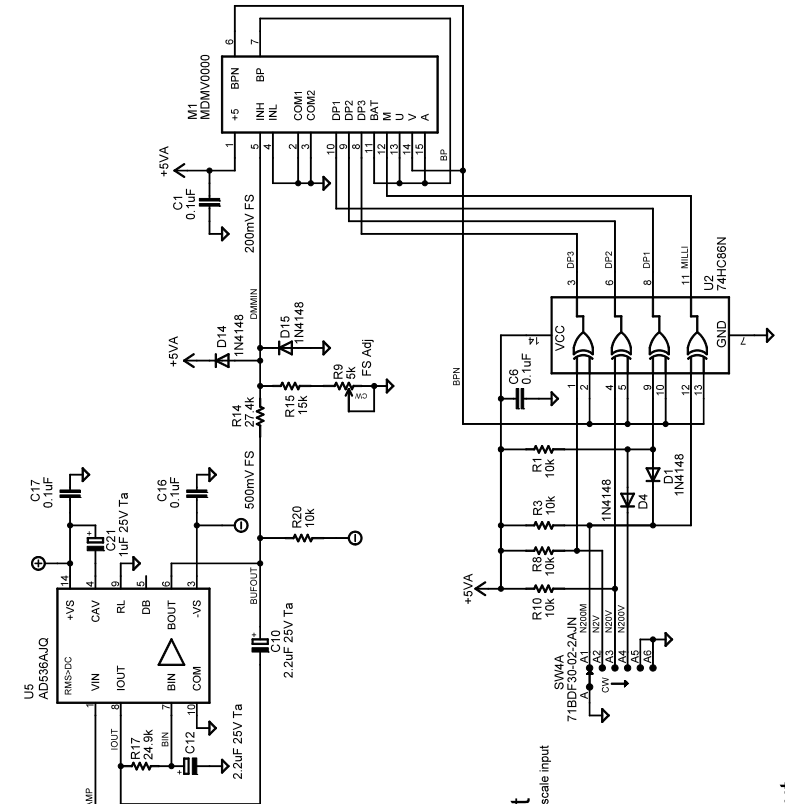 6
7
BPN
BP
M1
MDMV0000
+5
INH
INL
COM1
COM2
DP1
DP2
DP3
BAT
M
U
V
A
1
5
4
2
3
10
9
8
11
12
13
14
15
BP
+5VA
C1
0.1uF
200mV FS
DMMIN
+5VA
D14
1N4148
D15
1N4148
R9
5k
FS Adj
CW
R15
15k
R14
27.4k
500mV FS
3
DP3
6
DP2
8
DP1
11
MILLI
U2
74HC86N
VCC
14
GND
7
1
2
4
5
9
10
12
13
BPN
C6
0.1uF
C17
0.1uF
C16
0.1uF
C21
1uF 25V Ta
R20
10k
R1
10k
R3
10k
R8
10k
R10
10k
1N4148
D4
D1
1N4148
+5VA
14
4
9
5
6
3
+VS
CAV
RL
DB
BOUT
-VS
U5
AD536AJQ
RMS>DC
VIN
IOUT
BIN
COM
1
8
7
10
BUFOUT
C10
2.2uF 25V Ta
IOUT
R17
24.9k
BIN
C12
2.2uF 25V Ta
N200M
N2V
N20V
N200V
SW4A
71BDF30-02-2AJN
A
A1
A2
A3
A4
A5
A6
CW
scale input